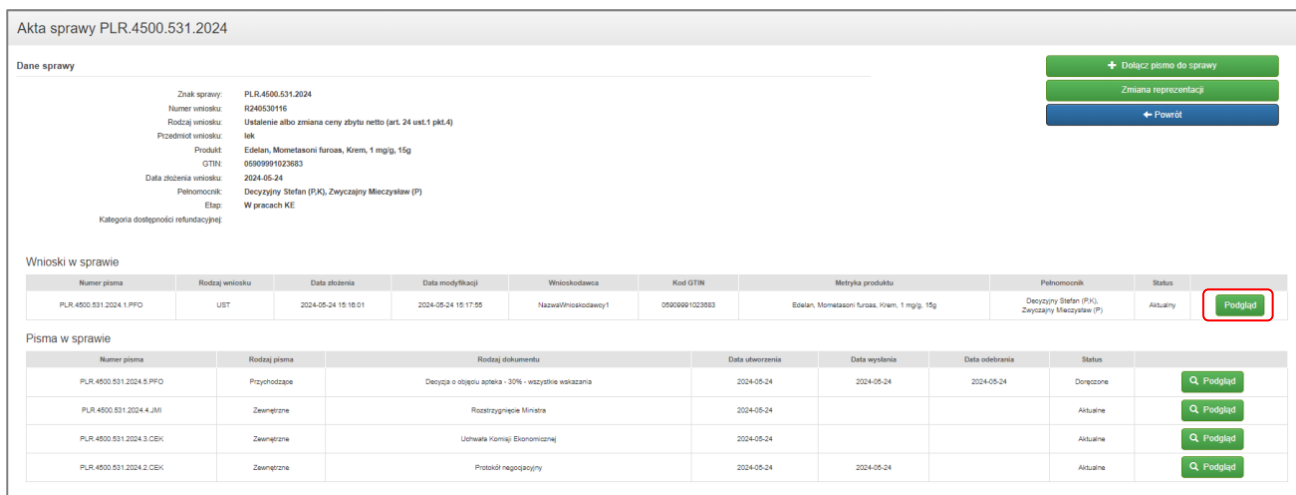 Akta sprawy PLR.4500.531.2024
Dane sprawy
+ Dołącz pismo do sprawy
Zmiana reprezentacji
Powrót
Znak sprawy: PLR.4500.531.2024
Numer wniosku: R240530116
Rodzaj wniosku: Ustalenie albo zmiana ceny zbytu netto (art. 24 ust.1 pkt.4)
Przedmiot wniosku: lek
Produkt: Edelan, Mometasoni furoas, Krem, 1 mg/g, 15g
GTIN: 05909991023683
Data złożenia wniosku: 2024-05-24
Pełnomocnik: Decyzyjny Stefan (P,K), Zwyczajny Mieczysław (P)
Etap: W pracach KE
Kategoria dostępności refundacyjnej:
Wnioski w sprawie
Numer pisma Rodzaj wniosku Data złożenia Data modyfikacji Wnioskodawca Kod GTIN Metryka produktu Pełnomocnik Status
PLR.4500.531.2024.1.PFO UST 2024-05-24 15:16:01 2024-05-24 15:17:55 NazwaWnioskodawcy1 05909991023683 Edelan, Mometasoni furoas, Krem, 1 mg/g, 15g Decyzyjny Stefan (P,K), Aktualny Podgląd
Zwyczajny Mieczysław (P)
Pisma w sprawie
Numer pisma Rodzaj pisma Rodzaj dokumentu Data utworzenia Data wysłania Data odebrania Status
PLR.4500.531.2024.5.PFO Przychodzące Decyzja o objęciu apteka - 30% - wszystkie wskazania 2024-05-24 2024-05-24 2024-05-24 Doręczone Podgląd
PLR.4500.531.2024.4.JMI Zewnętrzne Rozstrzygnięcie Ministra 2024-05-24 Aktualne Podgląd
PLR.4500.531.2024.3.CEK Zewnętrzne Uchwała Komisji Ekonomicznej 2024-05-24 Aktualne Podgląd
PLR.4500.531.2024.2.CEK Zewnętrzne Protokół negocjacyjny 2024-05-24 2024-05-24 Aktualne Podgląd